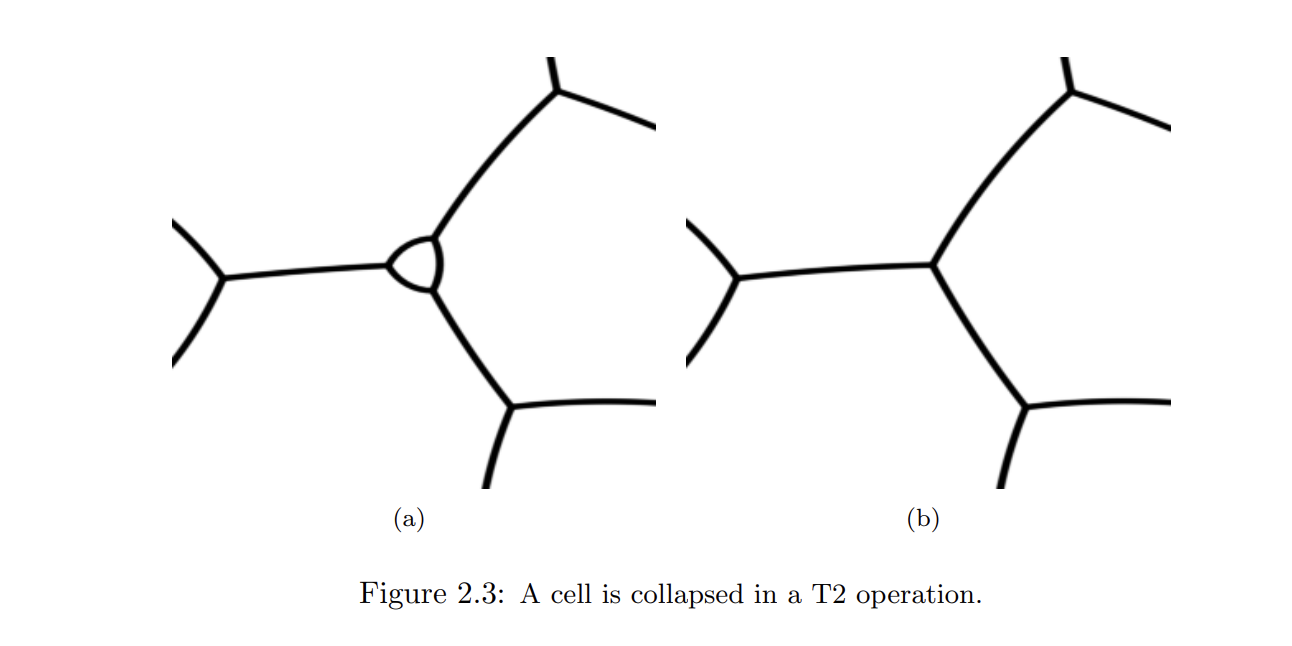 (a) (b)
Figure 2.3: A cell is collapsed in a T2 operation.